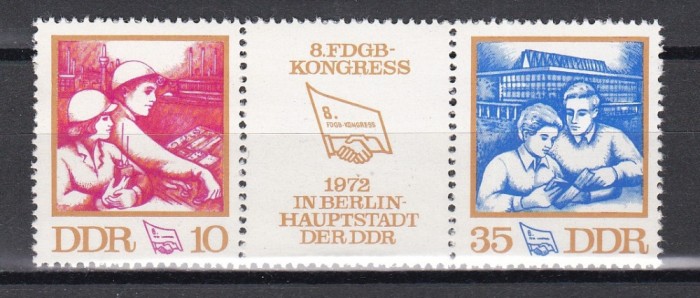 DDR 10
8.FDGB-
KONGRESS
8.
FDGB-KONGRESS
1972
IN BERLIN-
HAUPTSTADT
DER DDR
35 DDR